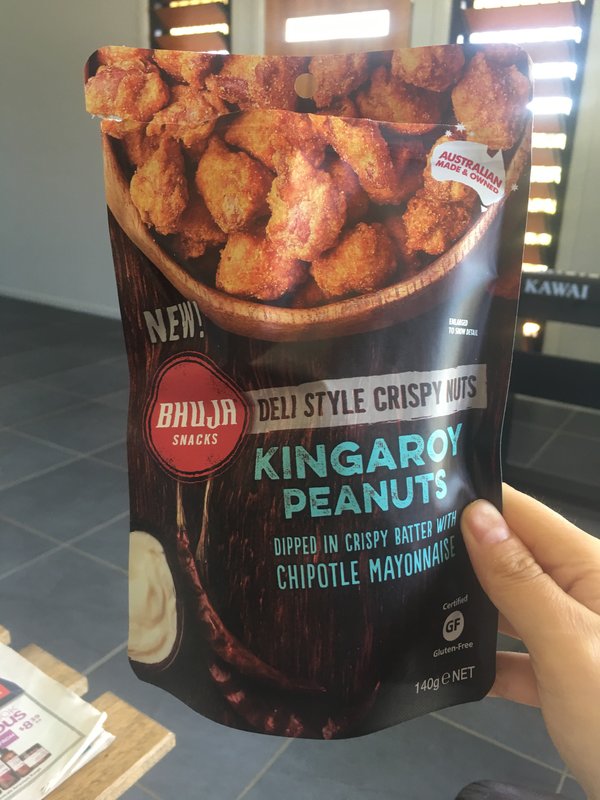 AUSTRALIAN
MADE & OWNED
KAWAI
NEW!
ENLARGED
TO SHOW DETAIL
BHUJA
SNACKS
DELI STYLE CRISPY NUTS
KINGAROY
PEANUTS
DIPPED IN CRISPY BATTER WITH
CHIPOTLE MAYONNAISE
Certified
GF
Gluten-Free
140g e NET